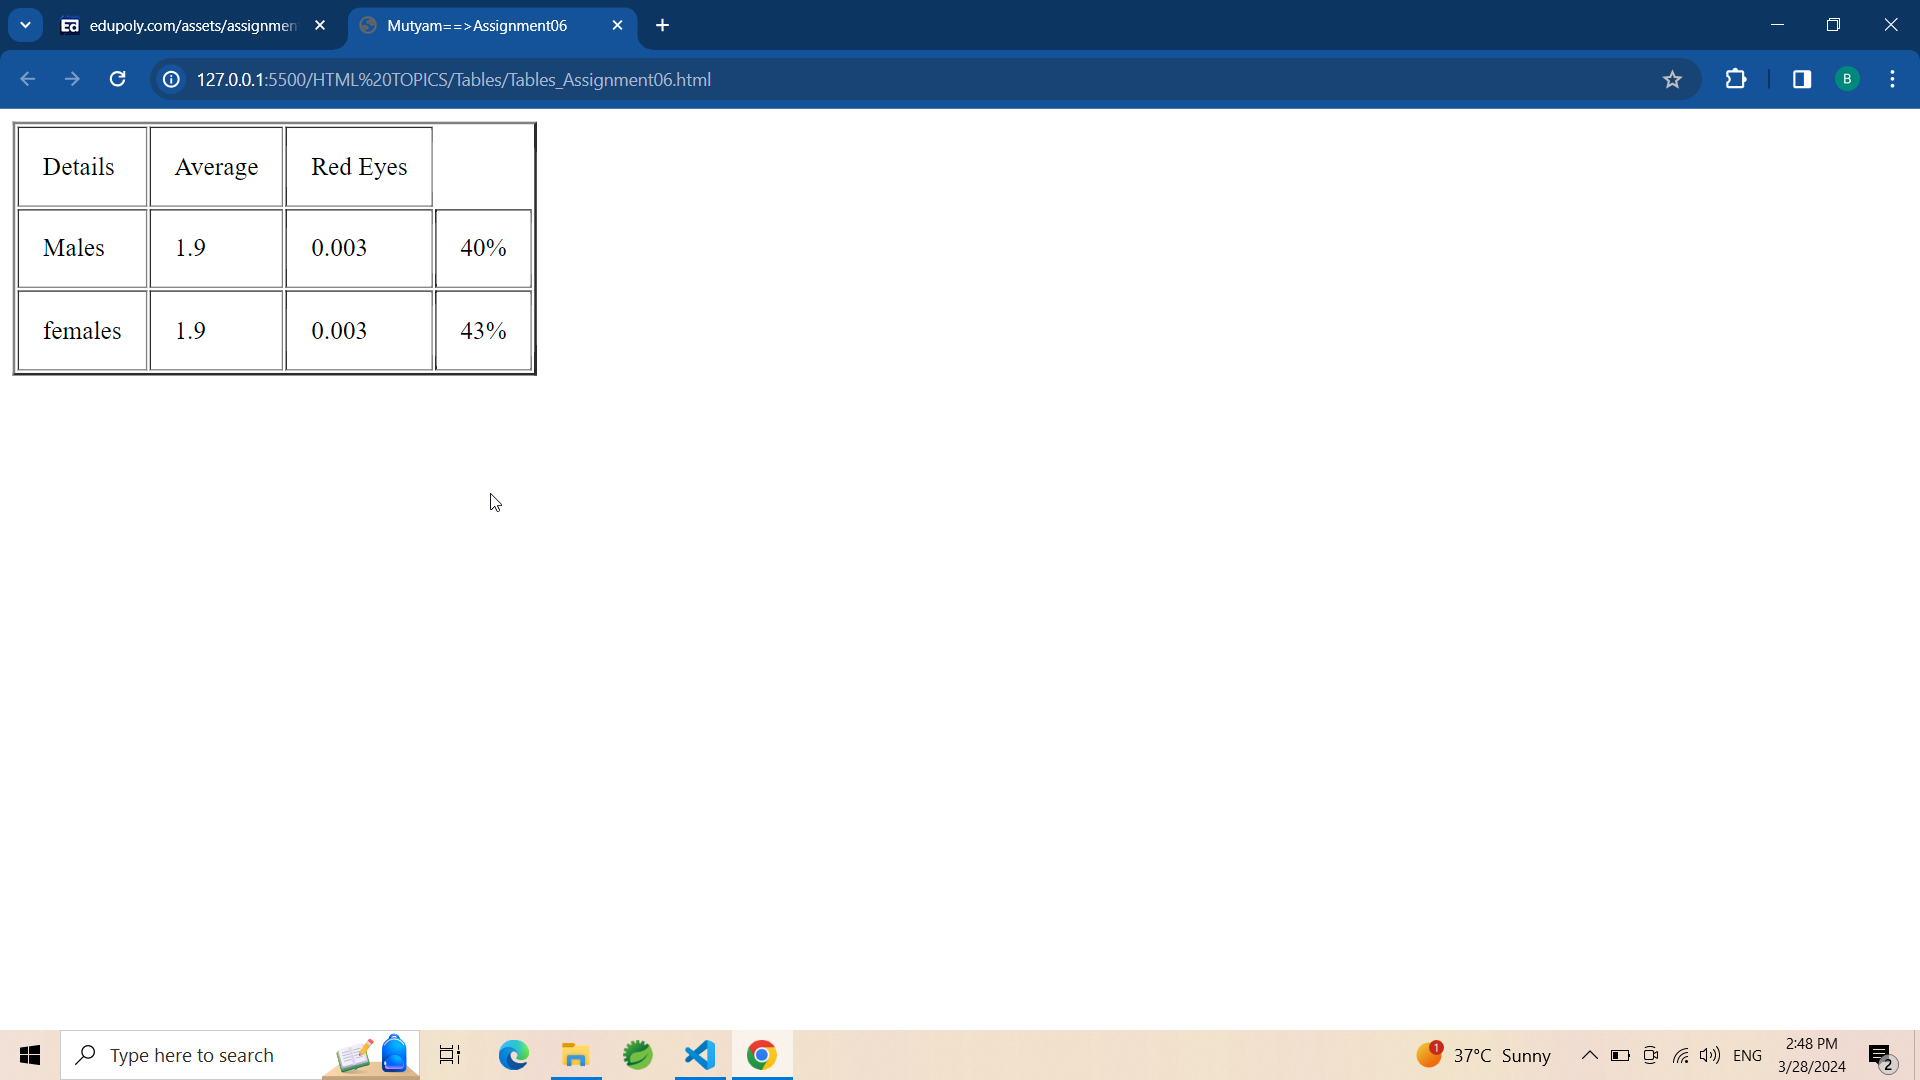 Ed edupoly.com/assets/assignmen
Mutyam==>Assignment06
127.0.0.1:5500/HTML%20TOPICS/Tables/Tables_Assignment06.html
B
Details Average Red Eyes
Males 1.9 0.003 40%
females 1.9 0.003 43%
Type here to search
1
37°C Sunny
ENG
2:48 PM
3/28/2024
2